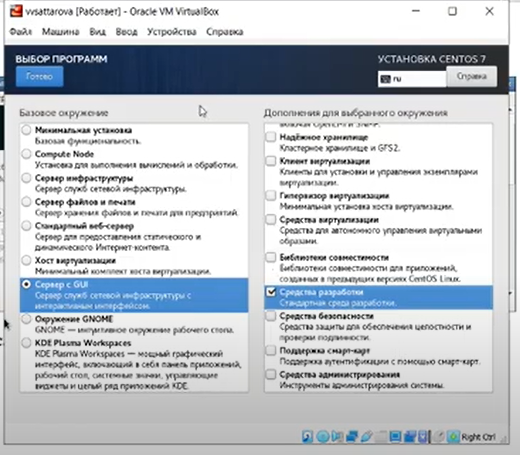 vvsattarova [Работает] - Oracle VM VirtualBox
Файл Машина Вид Ввод Устройства Справка
ВЫБОР ПРОГРАММ
УСТАНОВКА CENTOS 7
Готово
ru
Справка
Базовое окружение
Минимальная установка
Базовая функциональность.
Compute Node
Установка для выполнения вычислений и обработки.
Сервер инфраструктуры
Сервер служб сетевой инфраструктуры.
Сервер файлов и печати
Сервер хранения файлов и печати для предприятий.
Стандартный веб-сервер
Сервер для предоставления статического и
динамического Интернет-контента.
Хост виртуализации
Минимальный комплект хоста виртуализации.
Сервер с GUI
Сервер служб сетевой инфраструктуры с
интерактивным интерфейсом.
Окружение GNOME
GNOME — интуитивное окружение рабочего стола.
KDE Plasma Workspaces
KDE Plasma Workspaces — мощный графический
интерфейс, включающий в себя панель приложений,
рабочий стол, системные значки, управляющие
виджеты и целый ряд приложений KDE.
Дополнения для выбранного окружения
Надёжное хранилище
Кластерное хранилище и GFS2.
Клиент виртуализации
Клиенты для установки и управления экземплярами
виртуализации.
Гипервизор виртуализации
Минимальная установка хоста виртуализации.
Средства виртуализации
Средства для автономного управления виртуальными
образами.
Библиотеки совместимости
Библиотеки совместимости для приложений,
созданных в предыдущих версиях CentOS Linux.
Средства разработки
Стандартная среда разработки.
Средства безопасности
Средства защиты для обеспечения целостности и
проверки подлинности.
Поддержка смарт-карт
Поддержка аутентификации с помощью смарт-карт.
Средства администрирования
Инструменты администрирования системы.
Right Ctrl